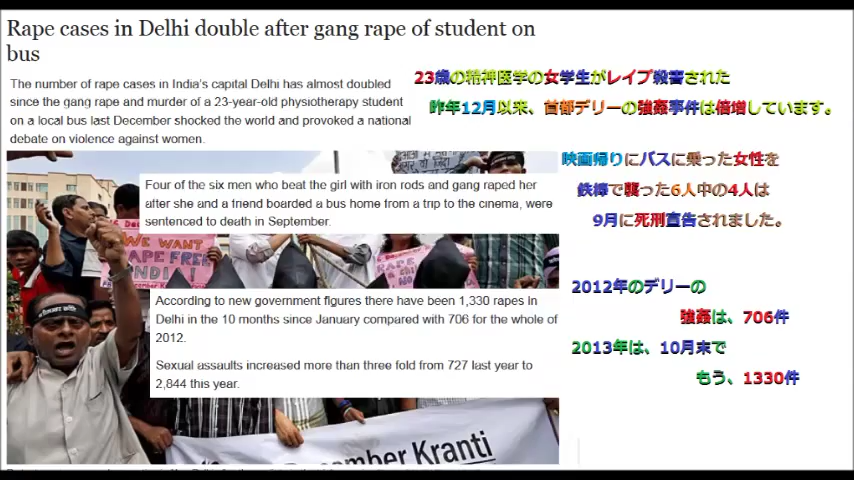 Rape cases in Delhi double after gang rape of student on
bus
The number of rape cases in India's capital Delhi has almost doubled
since the gang rape and murder of a 23-year-old physiotherapy student
on a local bus last December shocked the world and provoked a national
debate on violence against women.
23歳の精神医学の女学生がレイプ殺害された
昨年12月以来、首都デリーの強姦事件は倍増しています。
Four of the six men who beat the girl with iron rods and gang raped her
after she and a friend boarded a bus home from a trip to the cinema, were
sentenced to death in September.
映画帰りにバスに乗った女性を
鉄棒で襲った6人中の4人は
9月に死刑宣告されました。
WE WANT
RAPE FREE
INDIA!
According to new government figures there have been 1,330 rapes in
Delhi in the 10 months since January compared with 706 for the whole of
2012.
Sexual assaults increased more than three fold from 727 last year to
2,844 this year.
2012年のデリーの
強姦は、706件
2013年は、10月末で
もう、1330件
Kranti